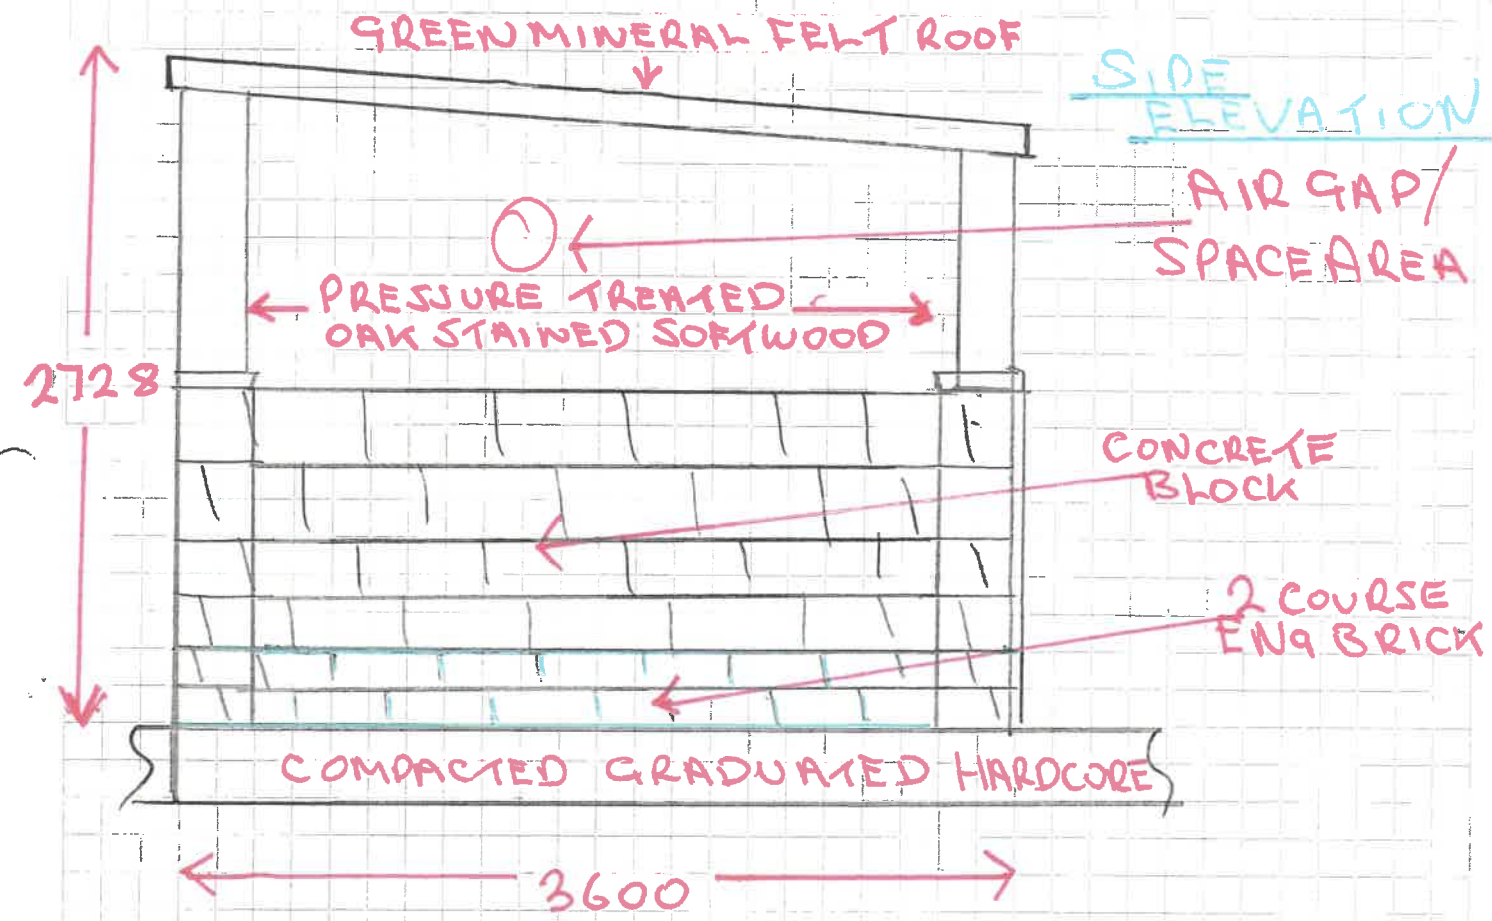 GREEN MINERAL FELT ROOF
SIDE
ELEVATION
AIR GAP/
SPACE AREA
PRESSURE TREATED
OAK STAINED SOFTWOOD
2728
CONCRETE
BLOCK
2 COURSE
ENG BRICK
COMPACTED GRADUATED HARDCORE
3600